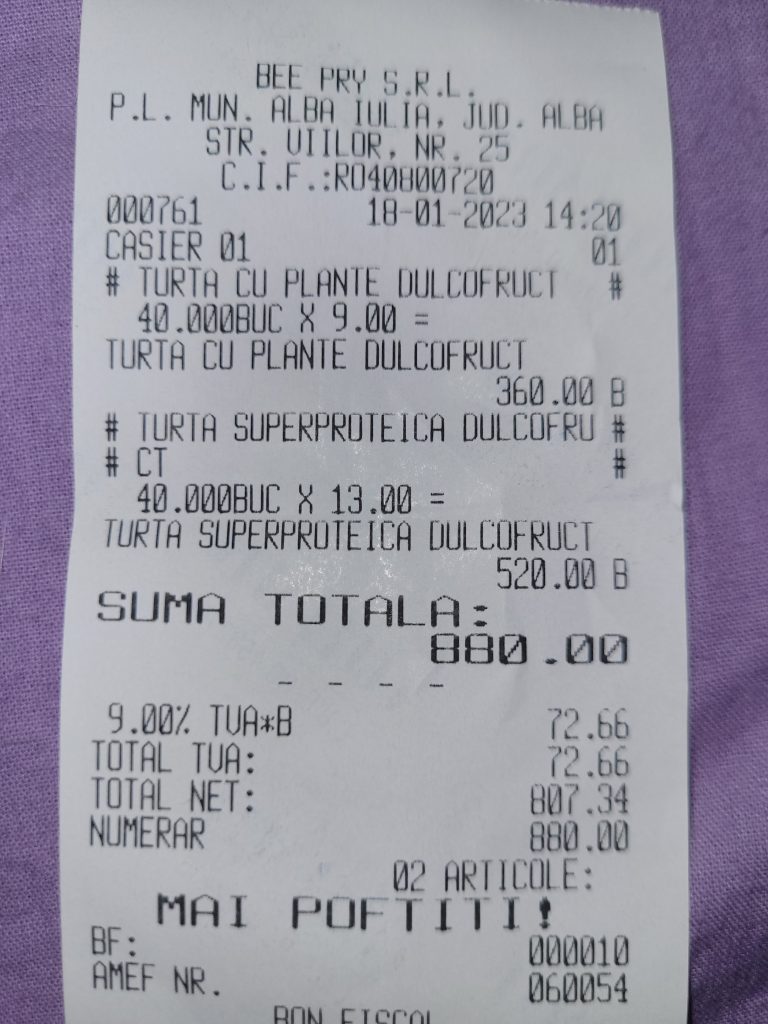 BEE PRY S.R.L.
P.L. MUN. ALBA IULIA, JUD. ALBA
STR. VIILOR, NR. 25
C.I.F.:RO40800720
000761 18-01-2023 14:20
CASIER 01 01
# TURTA CU PLANTE DULCOFRUCT #
40.000BUC X 9.00 =
TURTA CU PLANTE DULCOFRUCT
360.00 B
# TURTA SUPERPROTEICA DULCOFRU #
# CT #
40.000BUC X 13.00 =
TURTA SUPERPROTEICA DULCOFRUCT
520.00 B
SUMA TOTALA:
880.00
- - - -
9.00% TVA*B 72.66
TOTAL TVA: 72.66
TOTAL NET: 807.34
NUMERAR 880.00
02 ARTICOLE:
MAI POFTITI!
BF: 000010
AMEF NR. 060054
BON FISCAL